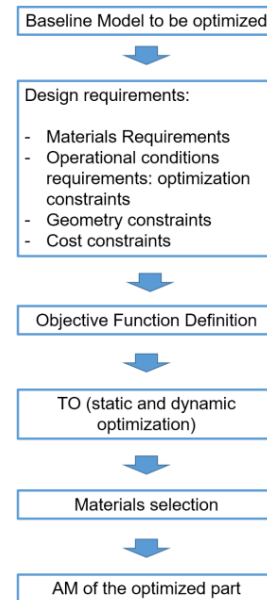 Baseline Model to be optimized
Design requirements:
- Materials Requirements
- Operational conditions
requirements: optimization
constraints
- Geometry constraints
- Cost constraints
Objective Function Definition
TO (static and dynamic
optimization)
Materials selection
AM of the optimized part